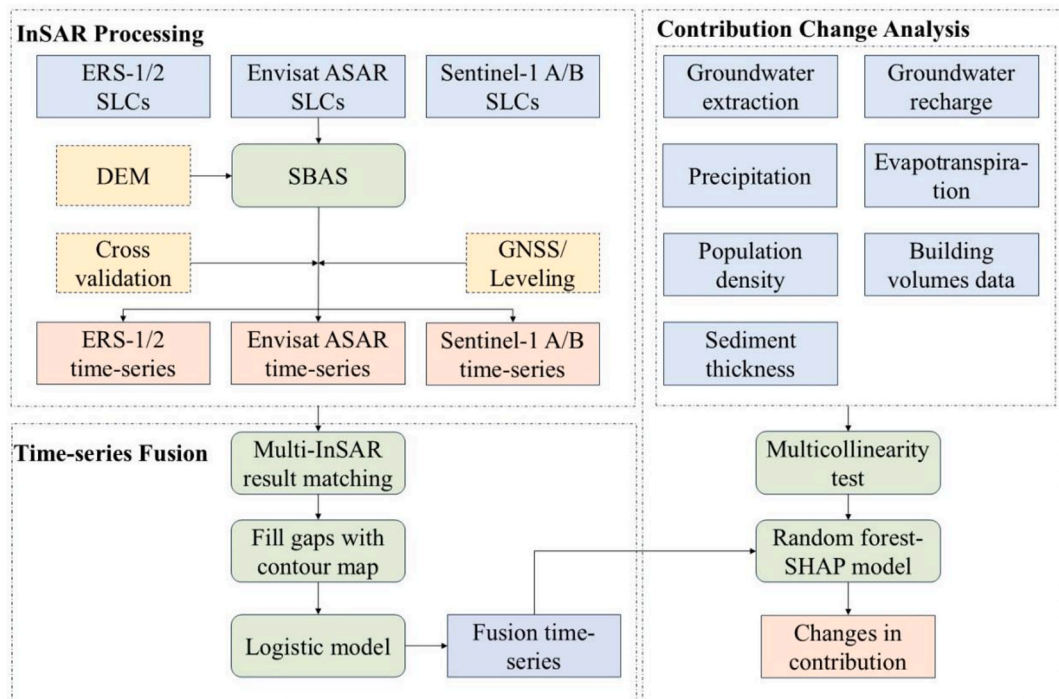 InSAR Processing
ERS-1/2
SLCs
Envisat ASAR
SLCs
Sentinel-1 A/B
SLCs
DEM
SBAS
Cross
validation
GNSS/
Leveling
ERS-1/2
time-series
Envisat ASAR
time-series
Sentinel-1 A/B
time-series
Time-series Fusion
Multi-InSAR
result matching
Fill gaps with
contour map
Logistic model
Fusion time-
series
Contribution Change Analysis
Groundwater
extraction
Groundwater
recharge
Precipitation
Evapotranspira-
tion
Population
density
Building
volumes data
Sediment
thickness
Multicollinearity
test
Random forest-
SHAP model
Changes in
contribution